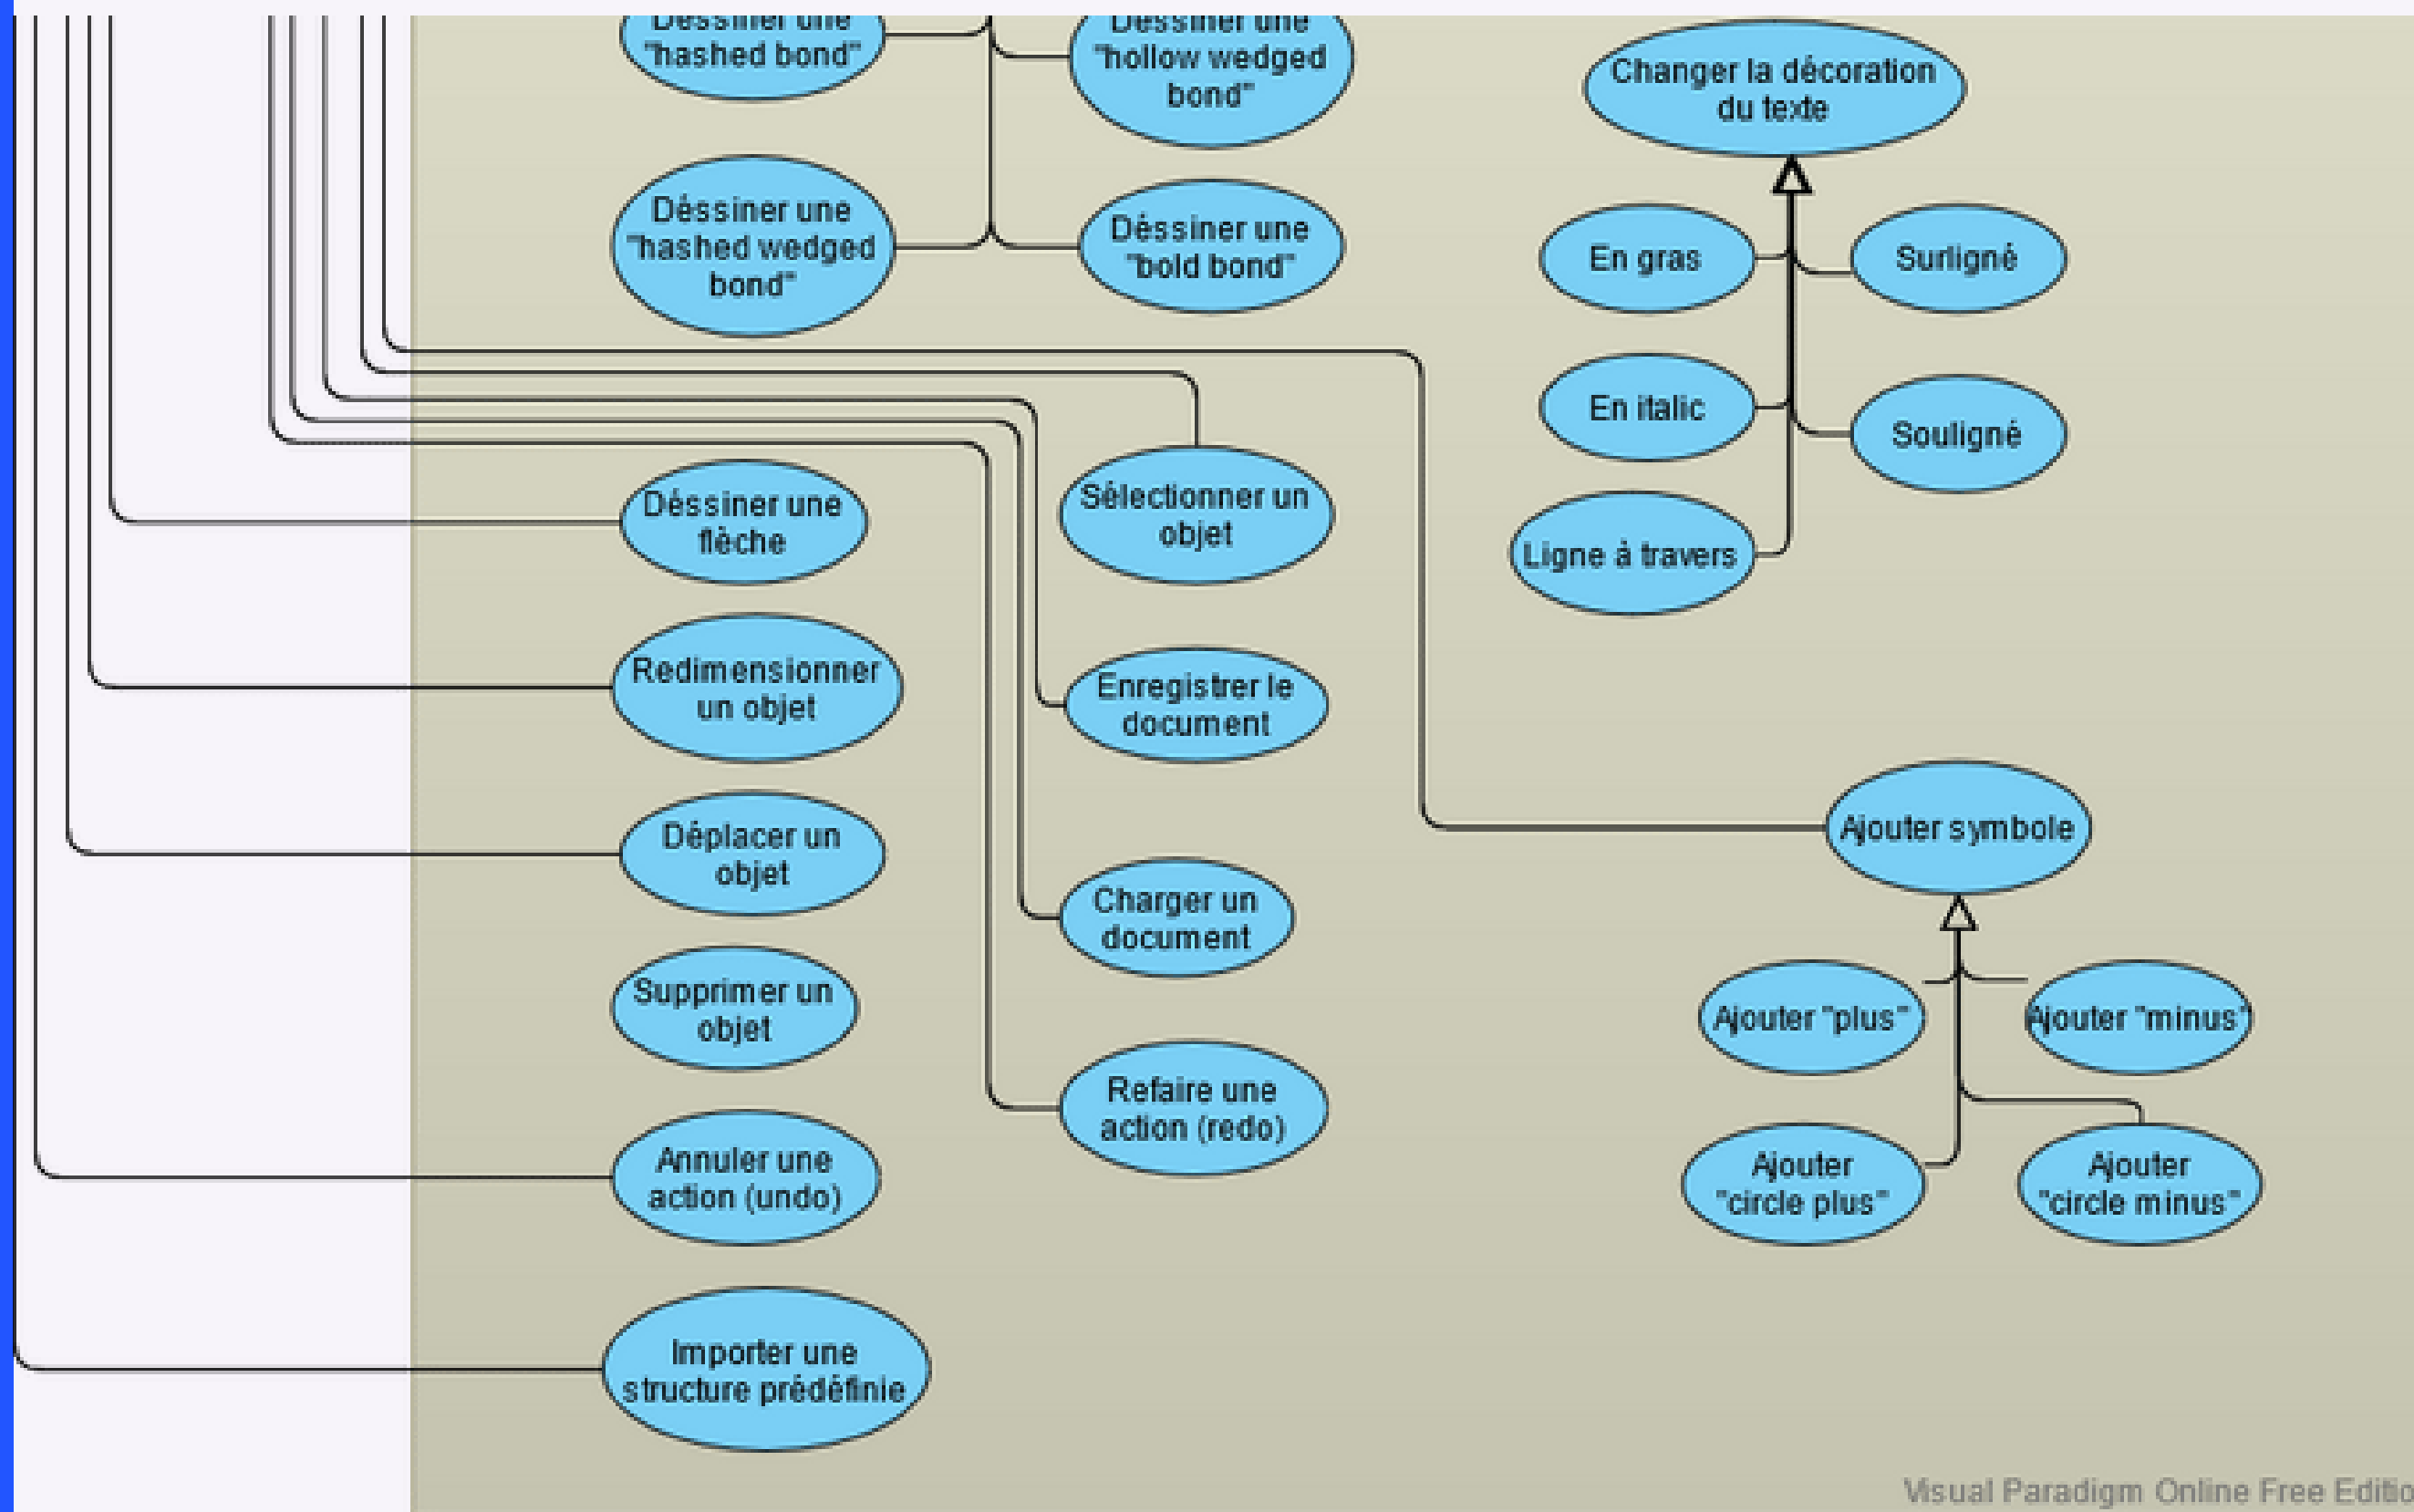 Déssiner une
"hashed bond"
Déssiner une
"hollow wedged
bond"
Déssiner une
"hashed wedged
bond"
Déssiner une
"bold bond"
Changer la décoration
du texte
En gras
Surligné
En italic
Souligné
Ligne à travers
Déssiner une
flèche
Sélectionner un
objet
Redimensionner
un objet
Enregistrer le
document
Déplacer un
objet
Charger un
document
Supprimer un
objet
Refaire une
action (redo)
Annuler une
action (undo)
Importer une
structure prédéfinie
Ajouter symbole
Ajouter "plus"
Ajouter "minus"
Ajouter
"circle plus"
Ajouter
"circle minus"
Visual Paradigm Online Free Editio